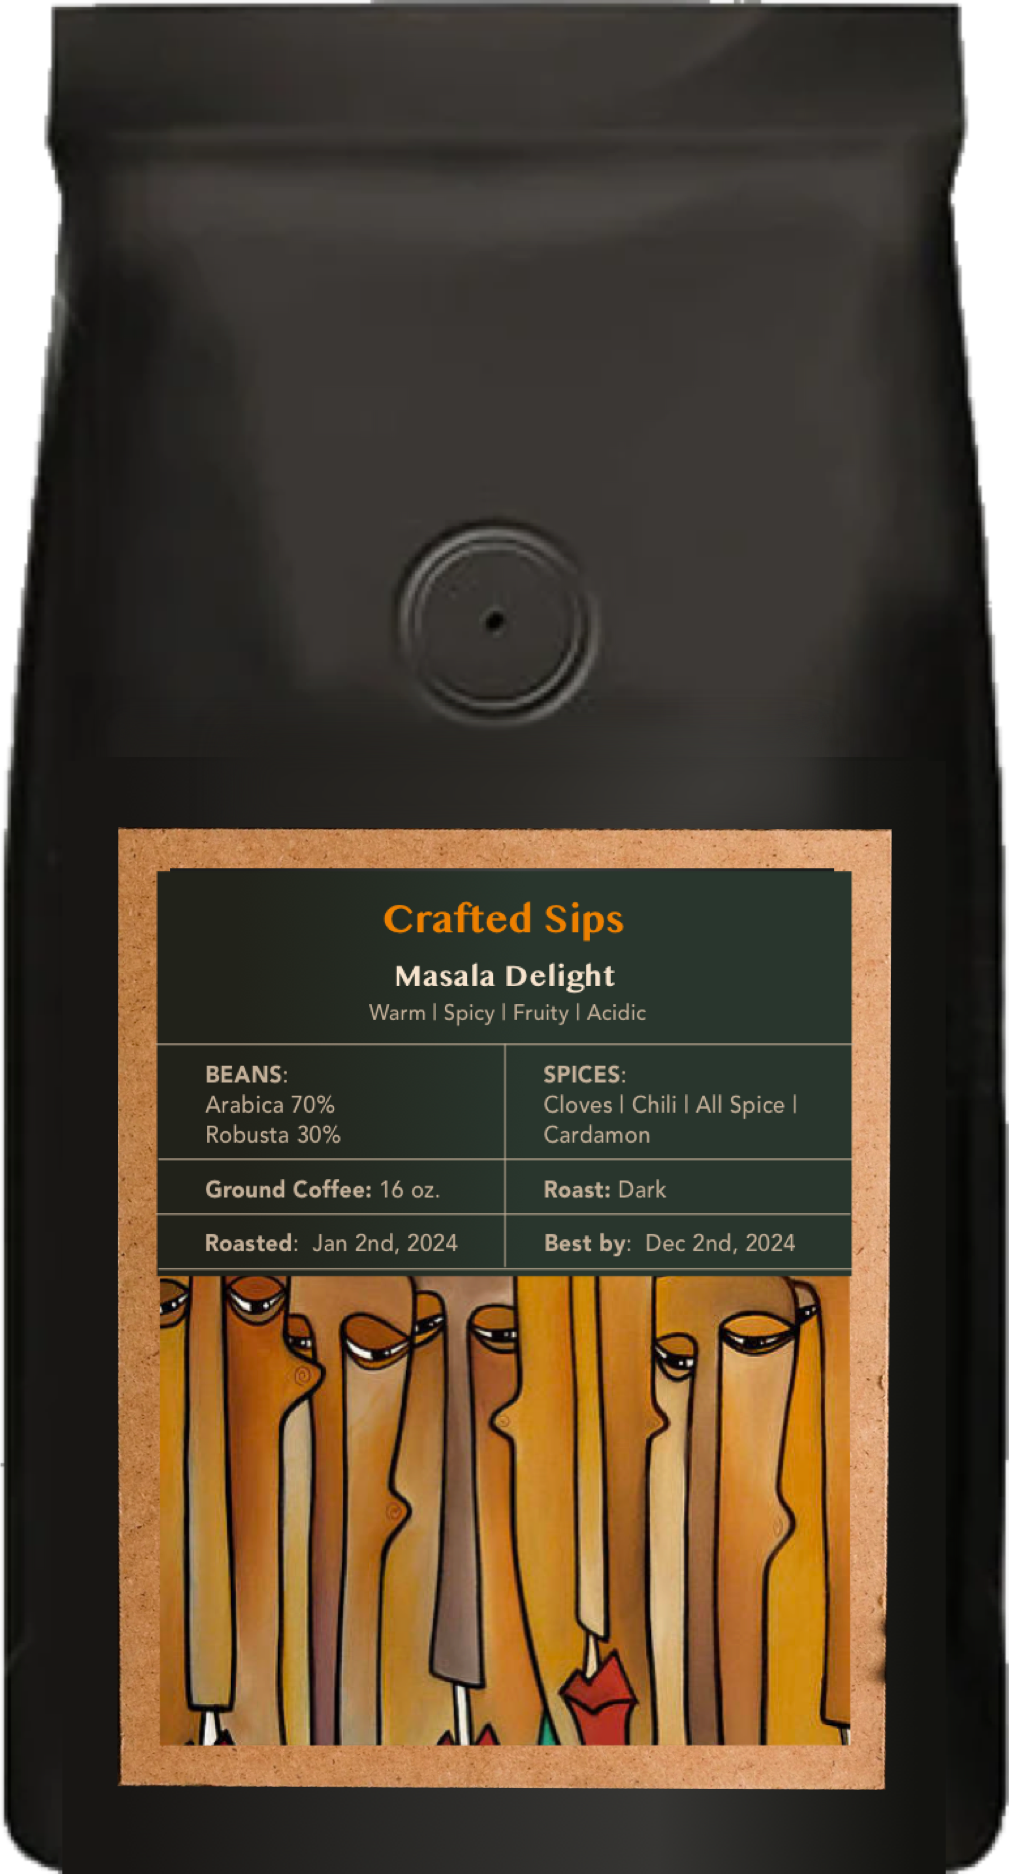 Crafted Sips
Masala Delight
Warm | Spicy | Fruity | Acidic
BEANS:
Arabica 70%
Robusta 30%
SPICES:
Cloves | Chili | All Spice |
Cardamon
Ground Coffee: 16 oz.
Roast: Dark
Roasted: Jan 2nd, 2024
Best by: Dec 2nd, 2024